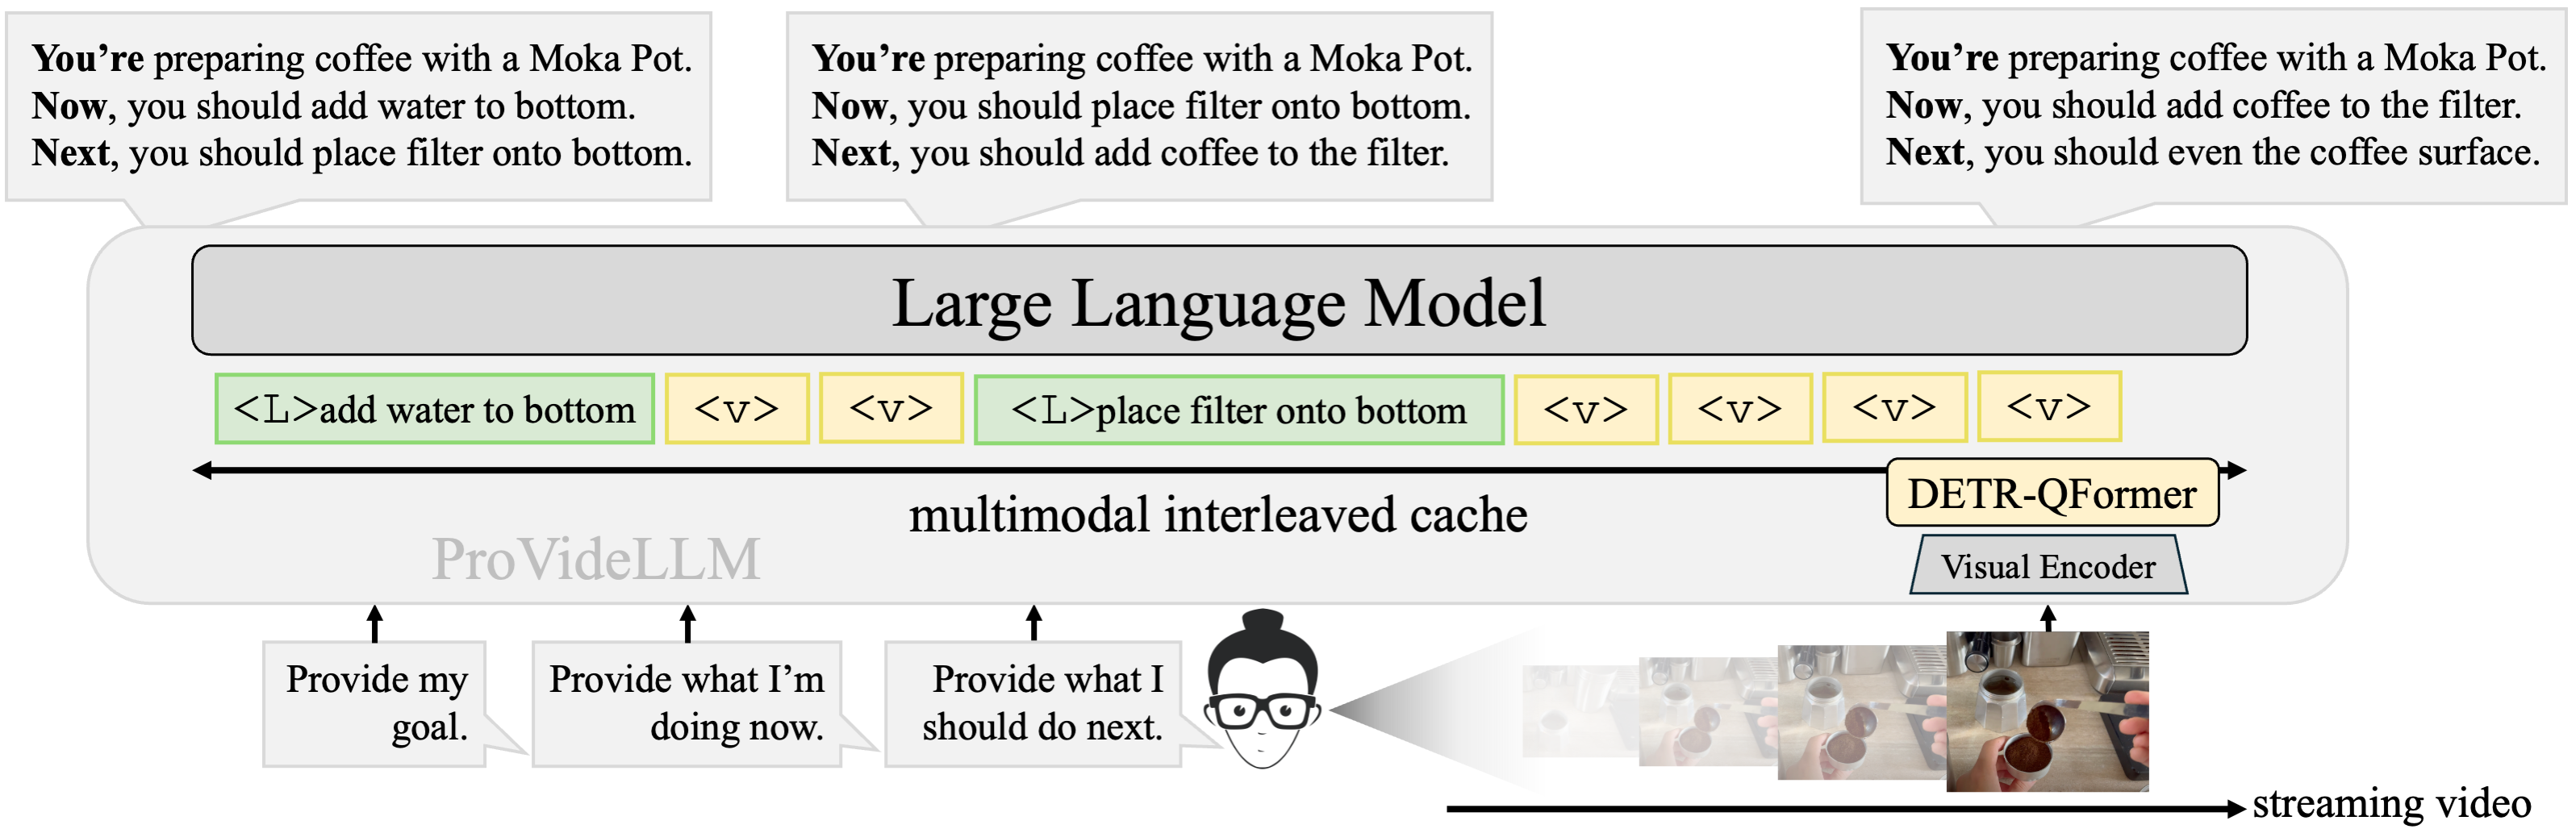 You’re preparing coffee with a Moka Pot.
Now, you should add water to bottom.
Next, you should place filter onto bottom.
You’re preparing coffee with a Moka Pot.
Now, you should place filter onto bottom.
Next, you should add coffee to the filter.
You’re preparing coffee with a Moka Pot.
Now, you should add coffee to the filter.
Next, you should even the coffee surface.
Large Language Model
<L>add water to bottom
<v>
<v>
<L>place filter onto bottom
<v>
<v>
<v>
<v>
DETR-QFormer
multimodal interleaved cache
ProVideLLM
Visual Encoder
Provide my
goal.
Provide what I’m
doing now.
Provide what I
should do next.
streaming video